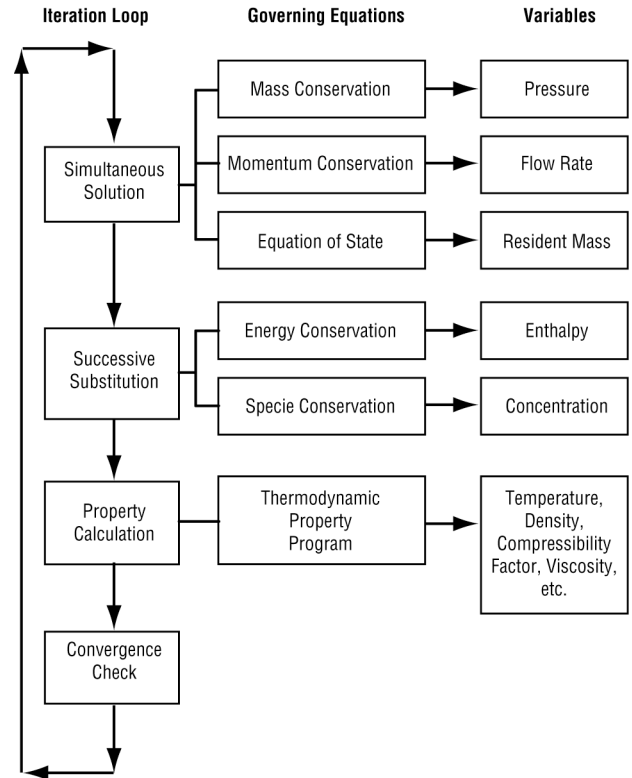 Iteration Loop
Governing Equations
Variables
Mass Conservation
Pressure
Simultaneous
Solution
Momentum Conservation
Flow Rate
Equation of State
Resident Mass
Successive
Substitution
Energy Conservation
Enthalpy
Specie Conservation
Concentration
Property
Calculation
Thermodynamic
Property
Program
Temperature,
Density,
Compressibility
Factor, Viscosity,
etc.
Convergence
Check